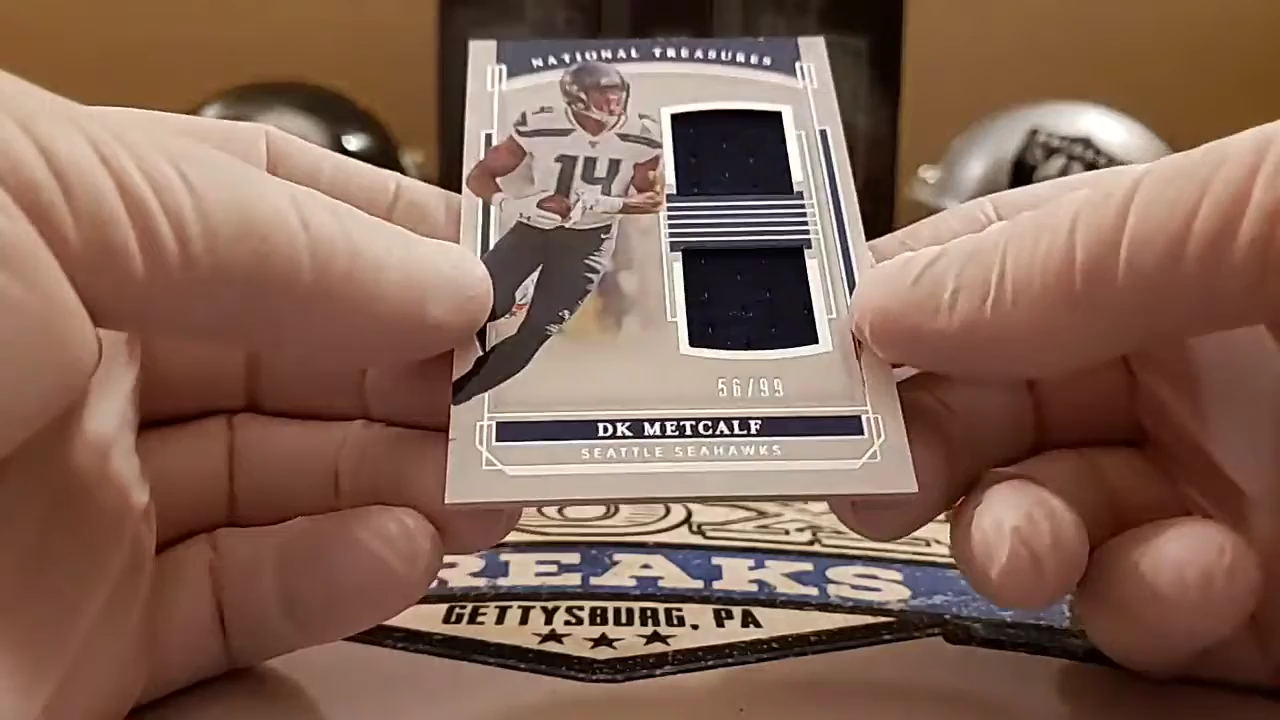 NATIONAL TREASURES
14
56/99
DK METCALF
SEATTLE SEAHAWKS
REAKS
GETTYSBURG, PA